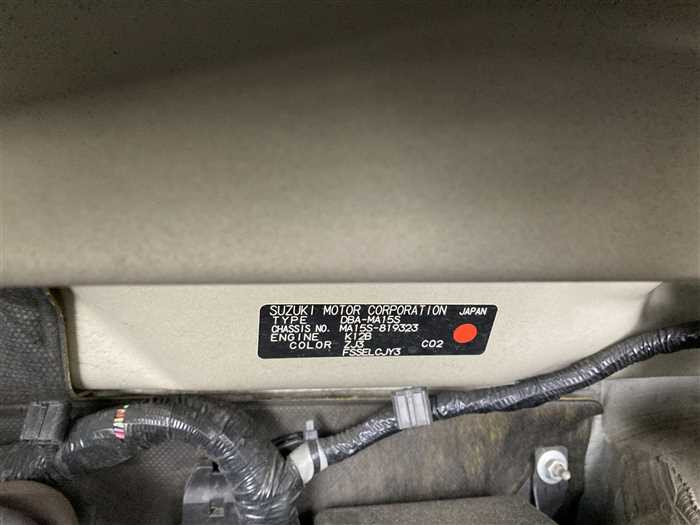 SUZUKI MOTOR CORPORATION JAPAN
TYPE DBA-MA15S
CHASSIS NO. MA15S-819323
ENGINE K12B
COLOR ZJ3 C02
FSSELCJY3